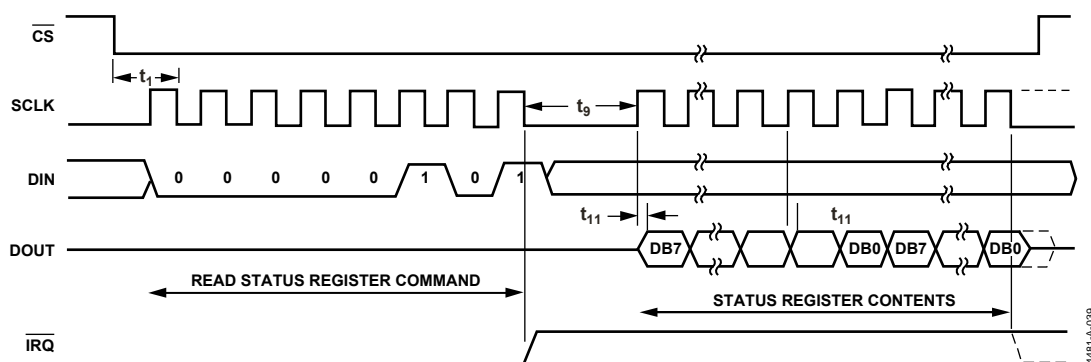 CS
t1
SCLK
t9
DIN
0 0 0 0 0 1 0 1
t11 t11
DOUT
DB7 DB0 DB7 DB0
READ STATUS REGISTER COMMAND
STATUS REGISTER CONTENTS
IRQ